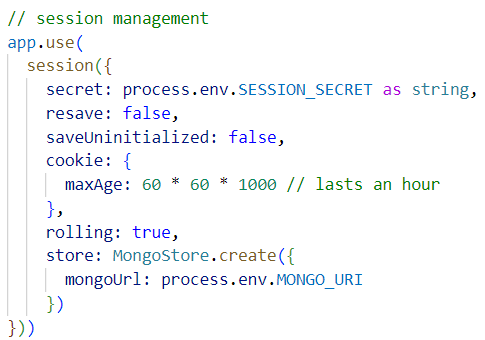 // session management
app.use(
session({
secret: process.env.SESSION_SECRET as string,
resave: false,
saveUninitialized: false,
cookie: {
maxAge: 60 * 60 * 1000 // lasts an hour
},
rolling: true,
store: MongoStore.create({
mongoUrl: process.env.MONGO_URI
})
}))